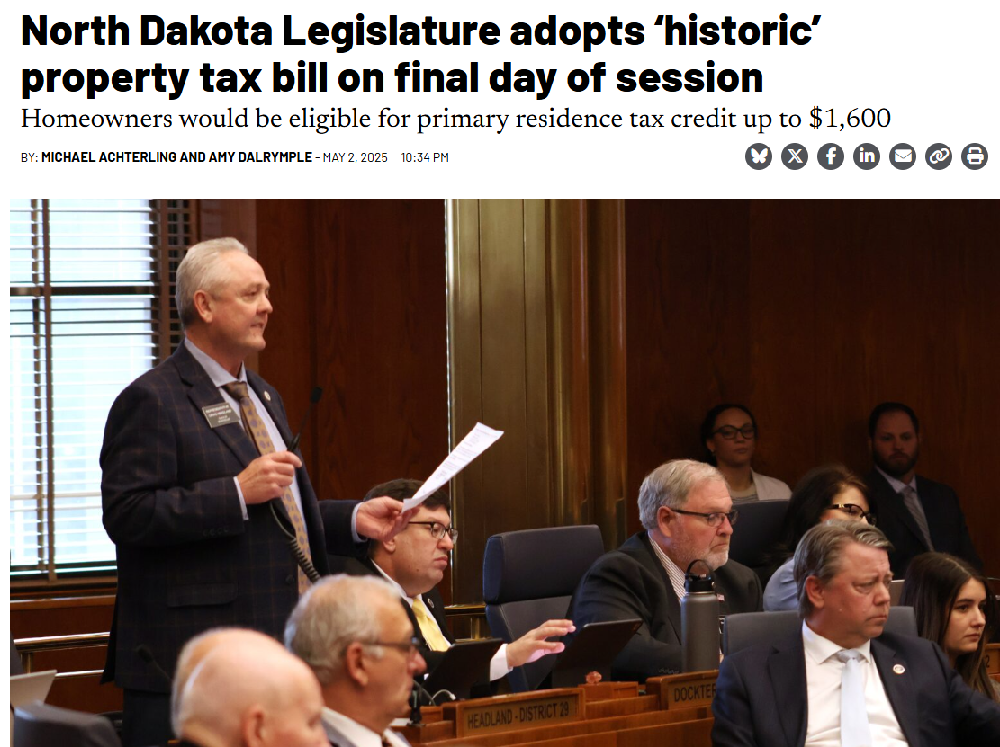 North Dakota Legislature adopts ‘historic’
property tax bill on final day of session
Homeowners would be eligible for primary residence tax credit up to $1,600
BY: MICHAEL ACHTERLING AND AMY DALRYMPLE - MAY 2, 2025 10:34 PM
HEADLAND - DISTRICT 29
DOCKTER